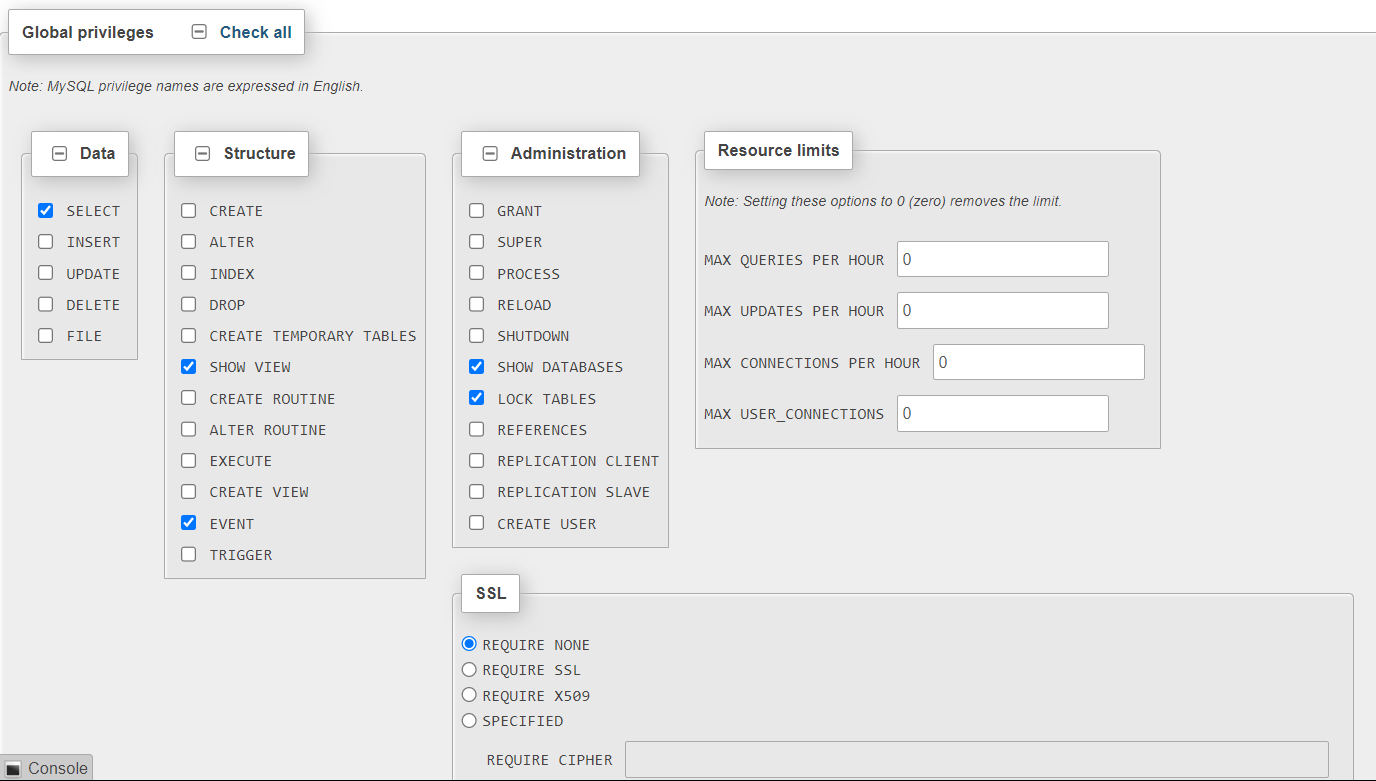 Global privileges Check all
Note: MySQL privilege names are expressed in English.
Data
SELECT
INSERT
UPDATE
DELETE
FILE
Structure
CREATE
ALTER
INDEX
DROP
CREATE TEMPORARY TABLES
SHOW VIEW
CREATE ROUTINE
ALTER ROUTINE
EXECUTE
CREATE VIEW
EVENT
TRIGGER
Administration
GRANT
SUPER
PROCESS
RELOAD
SHUTDOWN
SHOW DATABASES
LOCK TABLES
REFERENCES
REPLICATION CLIENT
REPLICATION SLAVE
CREATE USER
Resource limits
Note: Setting these options to 0 (zero) removes the limit.
MAX QUERIES PER HOUR 0
MAX UPDATES PER HOUR 0
MAX CONNECTIONS PER HOUR 0
MAX USER_CONNECTIONS 0
SSL
REQUIRE NONE
REQUIRE SSL
REQUIRE X509
SPECIFIED
REQUIRE CIPHER
Console